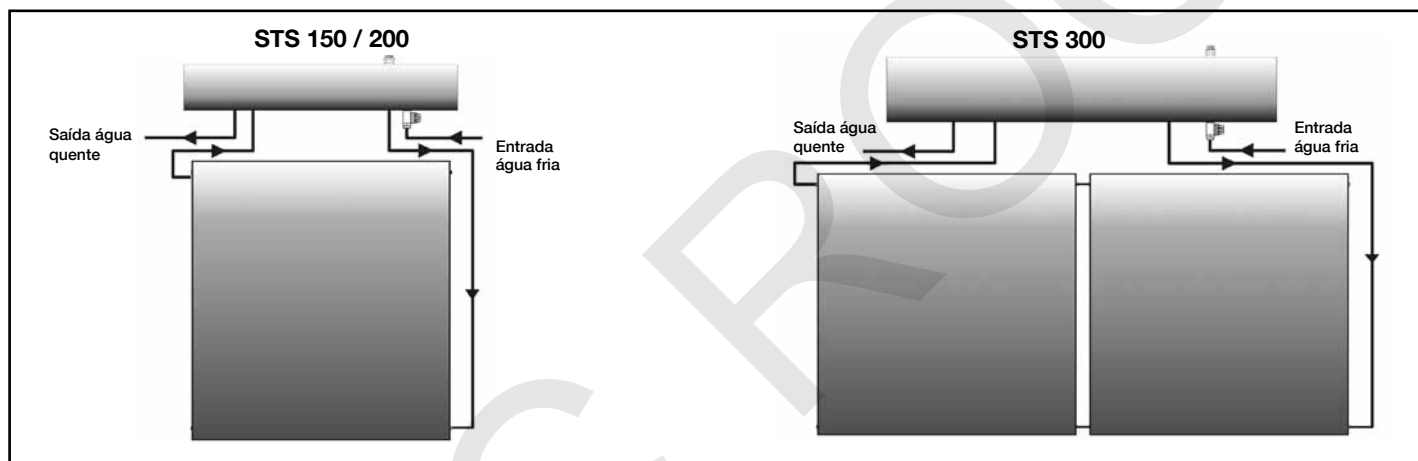 STS 150 / 200
Saída água
quente
Entrada
água fria
STS 300
Saída água
quente
Entrada
água fria